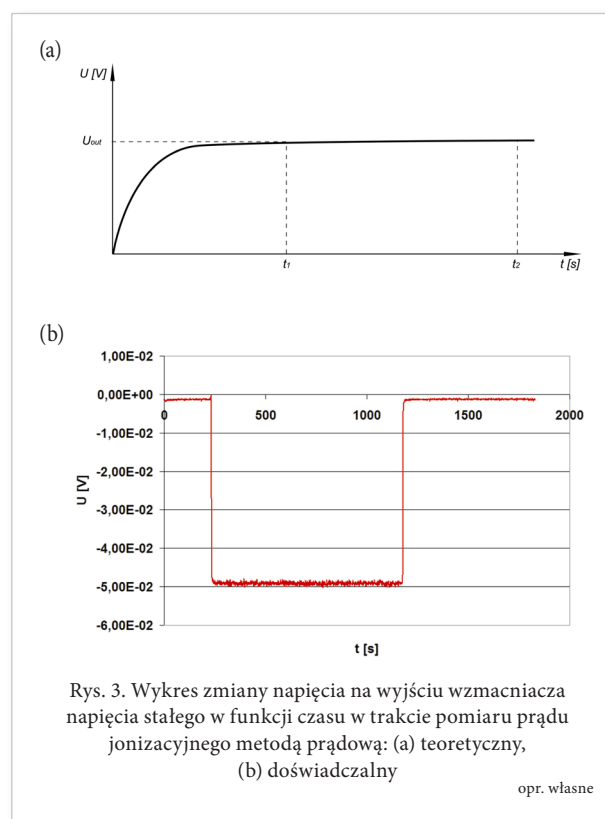 (a)
U [V]
Uout
t1
t2
t [s]
(b)
1,00E-02
0,00E+00
0
500
1000
1500
2000
-1,00E-02
-2,00E-02
-3,00E-02
-4,00E-02
-5,00E-02
-6,00E-02
U [V]
t [s]
Rys. 3. Wykres zmiany napięcia na wyjściu wzmacniacza
napięcia stałego w funkcji czasu w trakcie pomiaru prądu
jonizacyjnego metodą prądową: (a) teoretyczny,
(b) doświadczalny
opr. własne